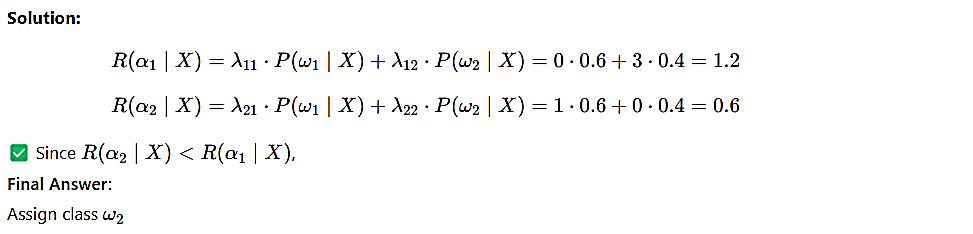 Solution:
R(α₁ | X) = λ₁₁ · P(ω₁ | X) + λ₁₂ · P(ω₂ | X) = 0 · 0.6 + 3 · 0.4 = 1.2
R(α₂ | X) = λ₂₁ · P(ω₁ | X) + λ₂₂ · P(ω₂ | X) = 1 · 0.6 + 0 · 0.4 = 0.6
✅ Since R(α₂ | X) < R(α₁ | X),
Final Answer:
Assign class ω₂